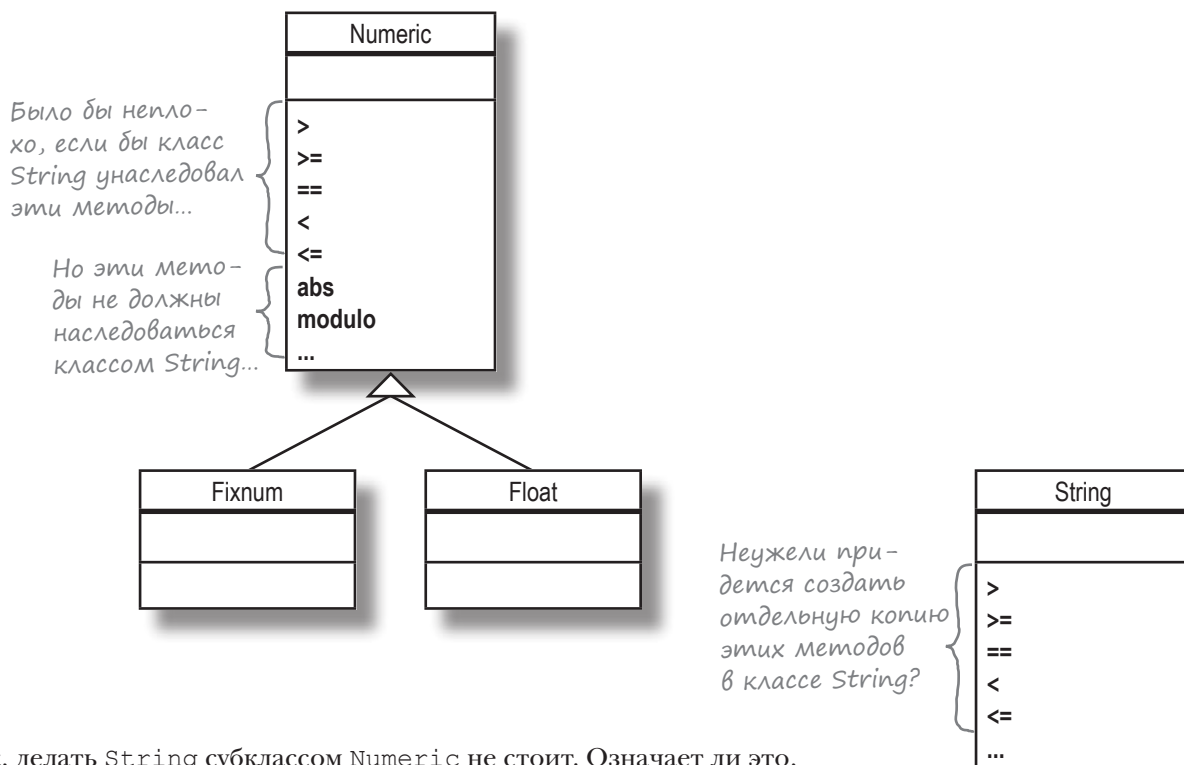 Numeric
Было бы непло-
хо, если бы класс
String унаследовал
эти методы...
>
>=
==
<
<=
Но эти мето-
ды не должны
наследоваться
классом String...
abs
modulo
...
Fixnum
Float
String
Неужели при-
дется создать
отдельную копию
этих методов
в классе String?
>
>=
==
<
<=
...
делать String субклассом Numeric не стоит. Означает ли это,